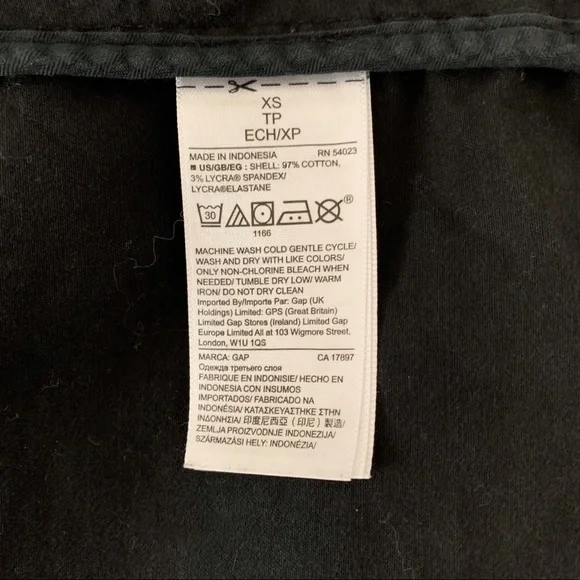 XS
TP
ECH/XP
MADE IN INDONESIA RN 54023
US/GB/EG : SHELL: 97% COTTON,
3% LYCRA® SPANDEX/
LYCRA®ELASTANE
30 ®
1166
MACHINE WASH COLD GENTLE CYCLE/
WASH AND DRY WITH LIKE COLORS/
ONLY NON-CHLORINE BLEACH WHEN
NEEDED/ TUMBLE DRY LOW/ WARM
IRON/ DO NOT DRY CLEAN
Imported By/Importe Par: Gap (UK
Holdings) Limited: GPS (Great Britain)
Limited Gap Stores (Ireland) Limited Gap
Europe Limited All at 103 Wigmore Street,
London, W1U 1QS
MARCA: GAP CA 17897
Одежда третьего слоя
FABRIQUE EN INDONISIE/ HECHO EN
INDONESIA CON INSUMOS
IMPORTADOS/ FABRICADO NA
INDONÉSIA/ ΚΑΤΑΣΚΕΥΑΣΤΗΚΕ ΣΤΗΝ
ΙΝΔΟΝΗΣΙΑ/ 印度尼西亞（印尼）製造/
ZEMLJA PROIZVODNJE INDONEZIJA/
SZÁRMAZÁSI HELY: INDONÉZIA/